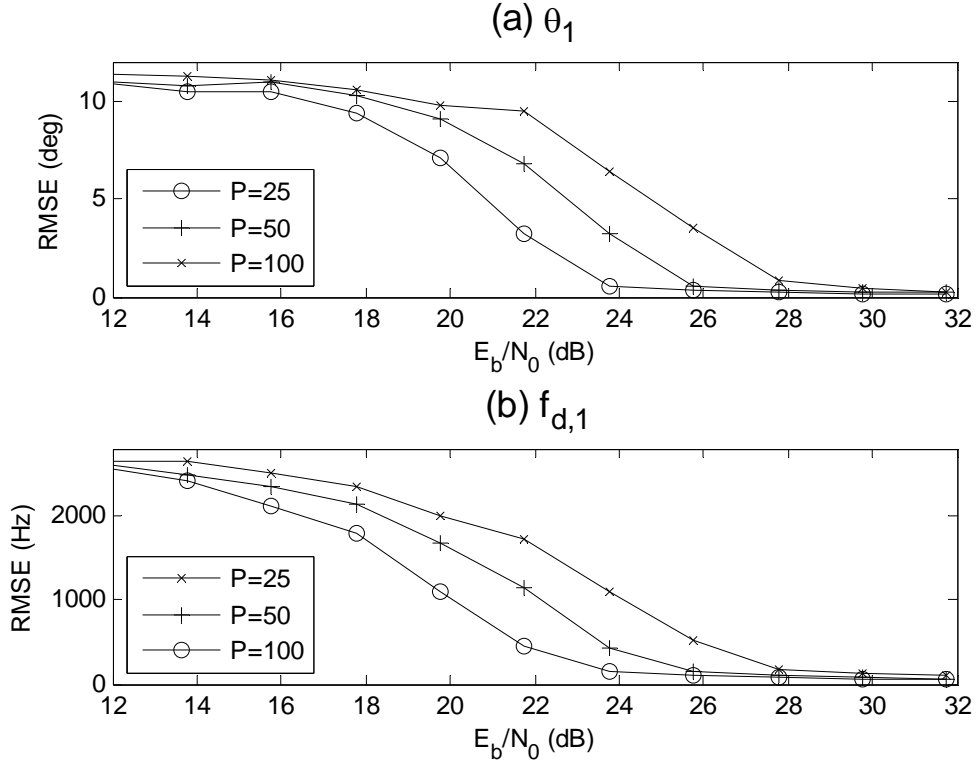 (a) θ1
RMSE (deg)
10
5
0
P=25
P=50
P=100
12 14 16 18 20 22 24 26 28 30 32
Eb/N0 (dB)
(b) fd,1
RMSE (Hz)
2000
1000
0
P=25
P=50
P=100
12 14 16 18 20 22 24 26 28 30 32
Eb/N0 (dB)